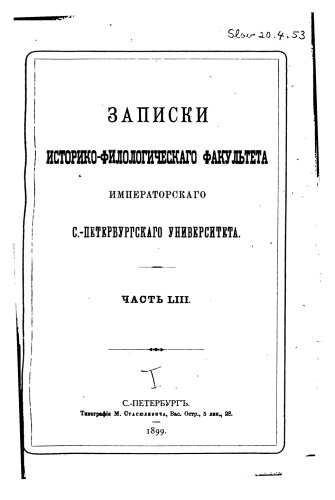 Slav 20.4.53
ЗАПИСКИ
ИСТОРИКО-ФИЛОЛОГИЧЕСКАГО ФАКУЛЬТЕТА
ИМПЕРАТОРСКАГО
С.-ПЕТЕРБУРГСКАГО УНИВЕРСИТЕТА.
ЧАСТЬ LIII.
I
С.-ПЕТЕРБУРГЪ.
Типографія М. Стасюлевича, Вас. Остр., 5 лин., 28.
1899.